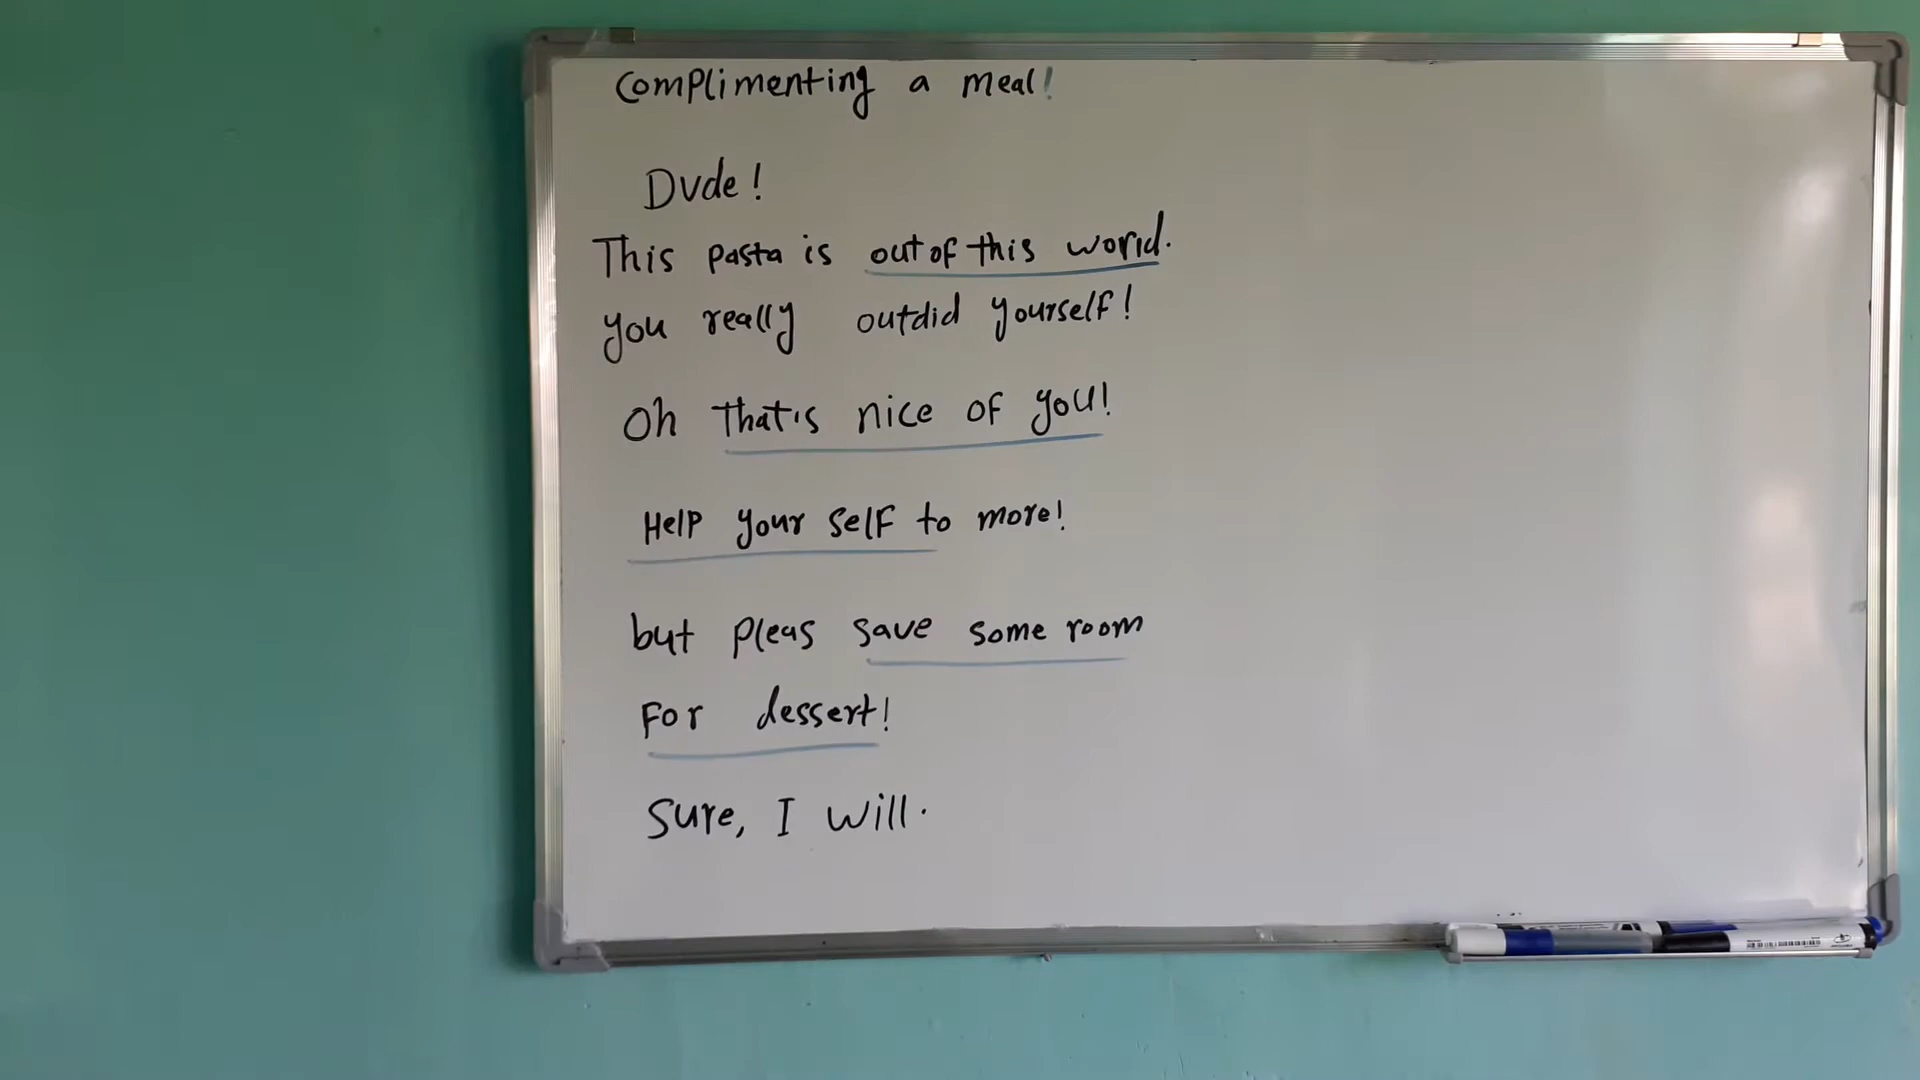 complimenting a meal!
Dude!
This pasta is out of this world.
you really outdid yourself!
Oh that's nice of you!
Help your self to more!
but pleas save some room
For dessert!
Sure, I will.